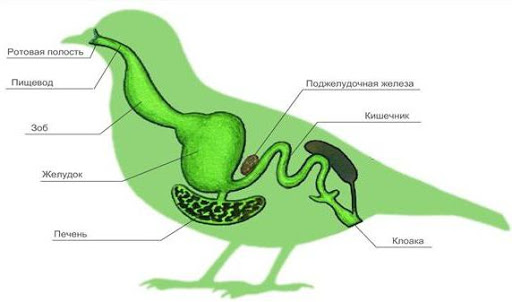 Ротовая полость
Пищевод
Зоб
Желудок
Печень
Поджелудочная железа
Кишечник
Клоака